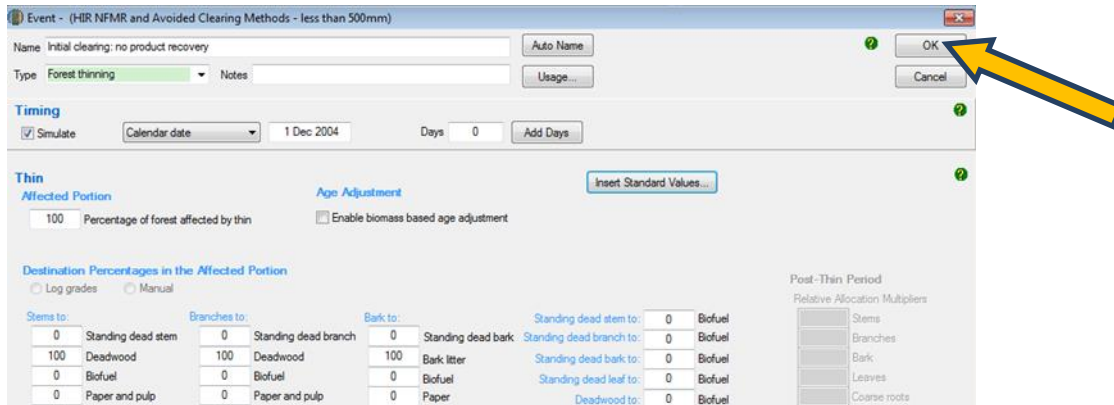 Event - (HIR NFMR and Avoided Clearing Methods - less than 500mm)
Name Initial clearing: no product recovery Auto Name ? OK
Type Forest thinning Notes Usage... Cancel
Timing ?
Simulate Calendar date 1 Dec 2004 Days 0 Add Days
Thin Insert Standard Values... ?
Affected Portion Age Adjustment
100 Percentage of forest affected by thin Enable biomass based age adjustment
Destination Percentages in the Affected Portion Post-Thin Period
Log grades Manual Relative Allocation Multipliers
Stems to: Branches to: Bark to: Standing dead stem to: 0 Biofuel Stems
0 Standing dead stem 0 Standing dead branch 0 Standing dead bark Standing dead branch to: 0 Biofuel Branches
100 Deadwood 100 Deadwood 100 Bark litter Standing dead bark to: 0 Biofuel Bark
0 Biofuel 0 Biofuel 0 Biofuel Standing dead leaf to: 0 Biofuel Leaves
0 Paper and pulp 0 Paper and pulp 0 Paper Deadwood to: 0 Biofuel Coarse roots